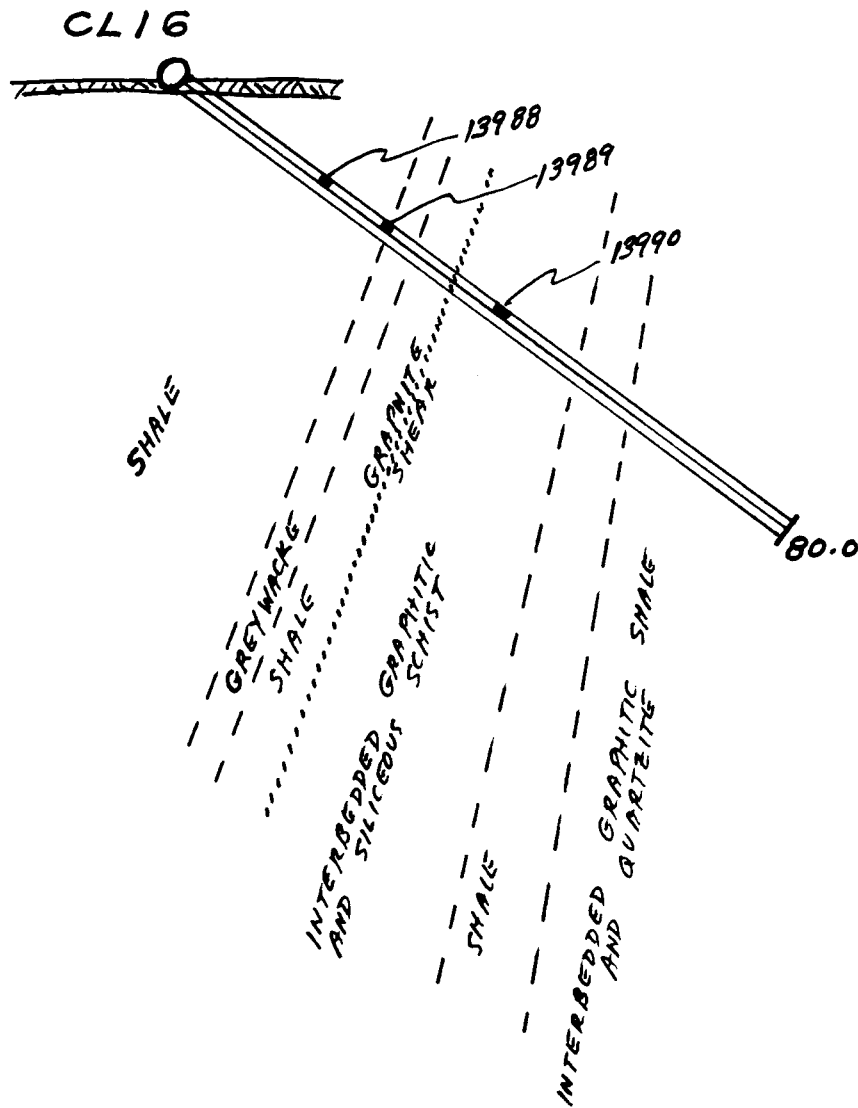 CL16
13988
13989
13990
80.0
SHALE
GREYWACKE
SHALE
GRAPHITE
SHEAR
INTERBEDDED GRAPHITIC
AND SILICEOUS SCHIST
SHALE
INTERBEDDED GRAPHITIC SHALE
AND QUARTZITE